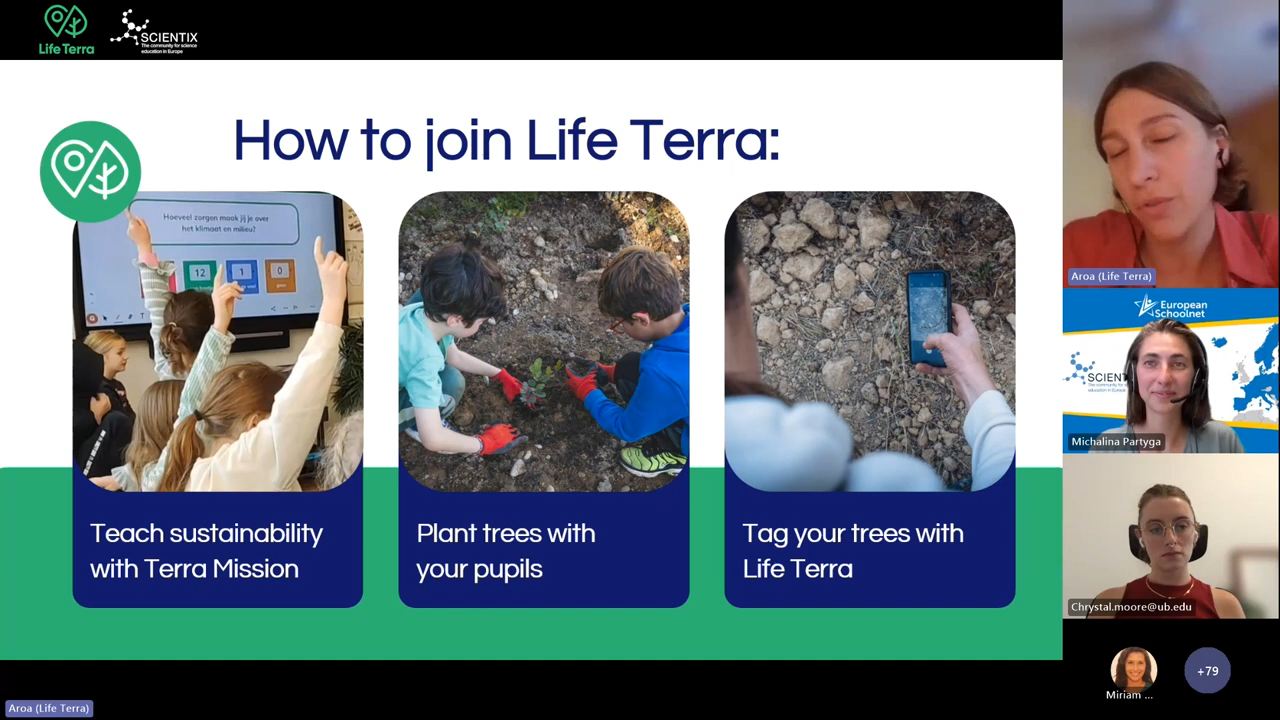 Life Terra
SCIENTIX
The community for science
education in Europe
How to join Life Terra:
Hoeveel zorgen maak jij je over
het klimaat en milieu?
12
1
0
Teach sustainability
with Terra Mission
Plant trees with
your pupils
Tag your trees with
Life Terra
Aroa (Life Terra)
European
Schoolnet
SCIENT
Michalina Partyga
Chrystal.moore@ub.edu
Miriam ...
+79
Aroa (Life Terra)